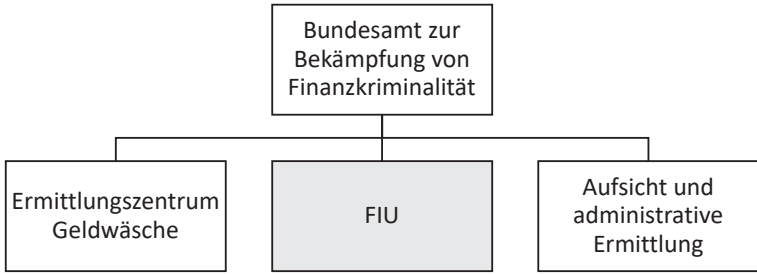 Bundesamt zur
Bekämpfung von
Finanzkriminalität
Ermittlungszentrum
Geldwäsche
FIU
Aufsicht und
administrative
Ermittlung